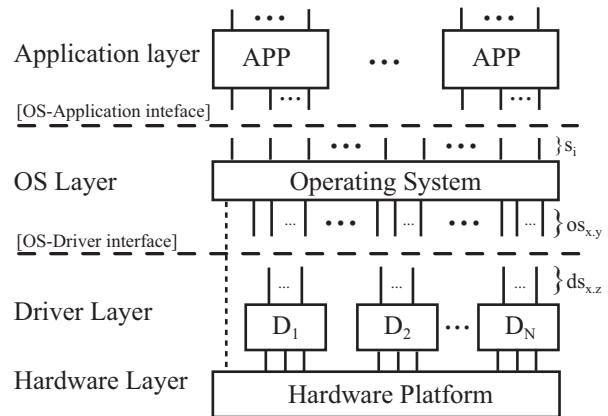 Application layer
APP ... APP
...
[OS-Application inteface]
... ... }s_i
OS Layer
Operating System
... ... ... ... ... }os_x.y
[OS-Driver interface]
... ... ... }ds_x.z
Driver Layer
D_1 D_2 ... D_N
Hardware Layer
Hardware Platform